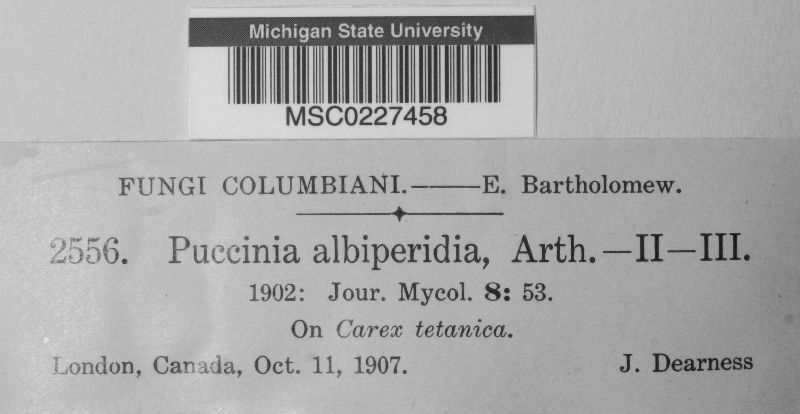 Michigan State University
MSC0227458
FUNGI COLUMBIANI.——E. Bartholomew.
2556. Puccinia albiperidia, Arth.—II—III.
1902: Jour. Mycol. 8: 53.
On Carex tetanica.
London, Canada, Oct. 11, 1907. J. Dearness